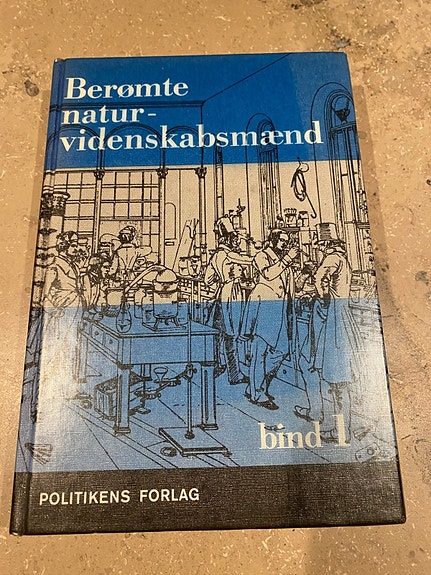 Berømte
natur-
videnskabsmænd
bind 1
POLITIKENS FORLAG